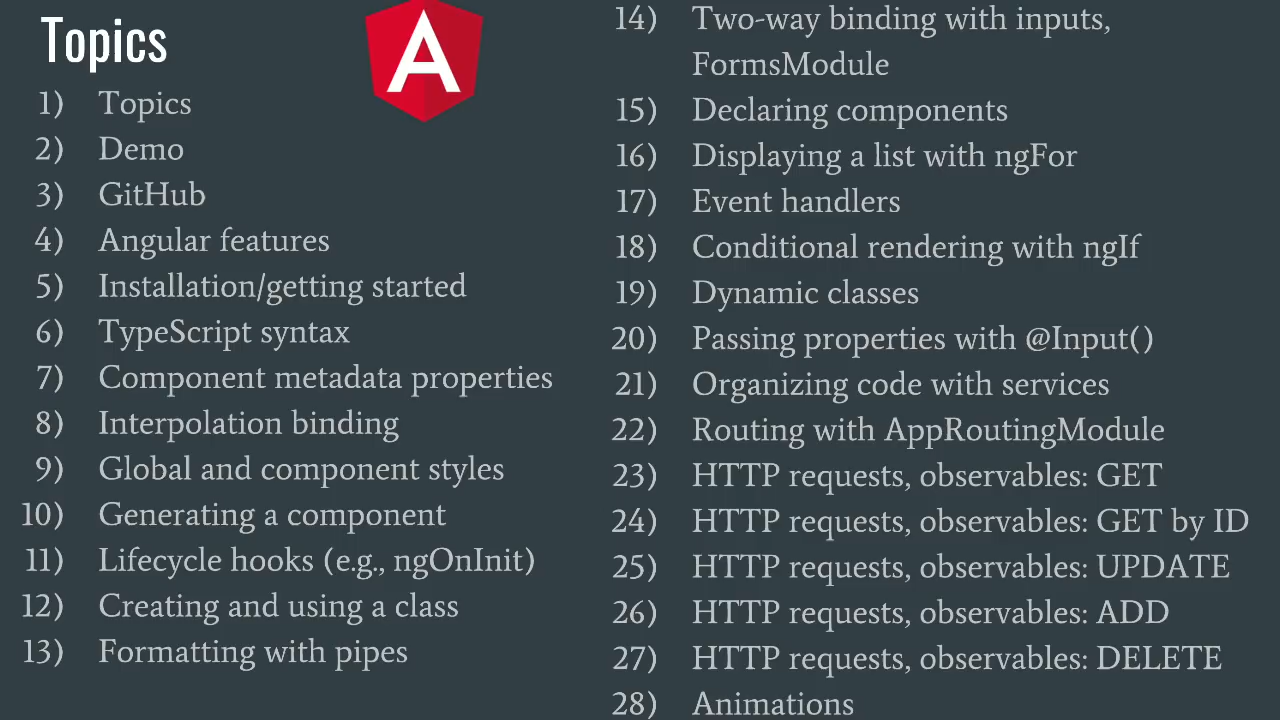 Topics
1) Topics
2) Demo
3) GitHub
4) Angular features
5) Installation/getting started
6) TypeScript syntax
7) Component metadata properties
8) Interpolation binding
9) Global and component styles
10) Generating a component
11) Lifecycle hooks (e.g., ngOnInit)
12) Creating and using a class
13) Formatting with pipes
A
14) Two-way binding with inputs,
FormsModule
15) Declaring components
16) Displaying a list with ngFor
17) Event handlers
18) Conditional rendering with ngIf
19) Dynamic classes
20) Passing properties with @Input()
21) Organizing code with services
22) Routing with AppRoutingModule
23) HTTP requests, observables: GET
24) HTTP requests, observables: GET by ID
25) HTTP requests, observables: UPDATE
26) HTTP requests, observables: ADD
27) HTTP requests, observables: DELETE
28) Animations